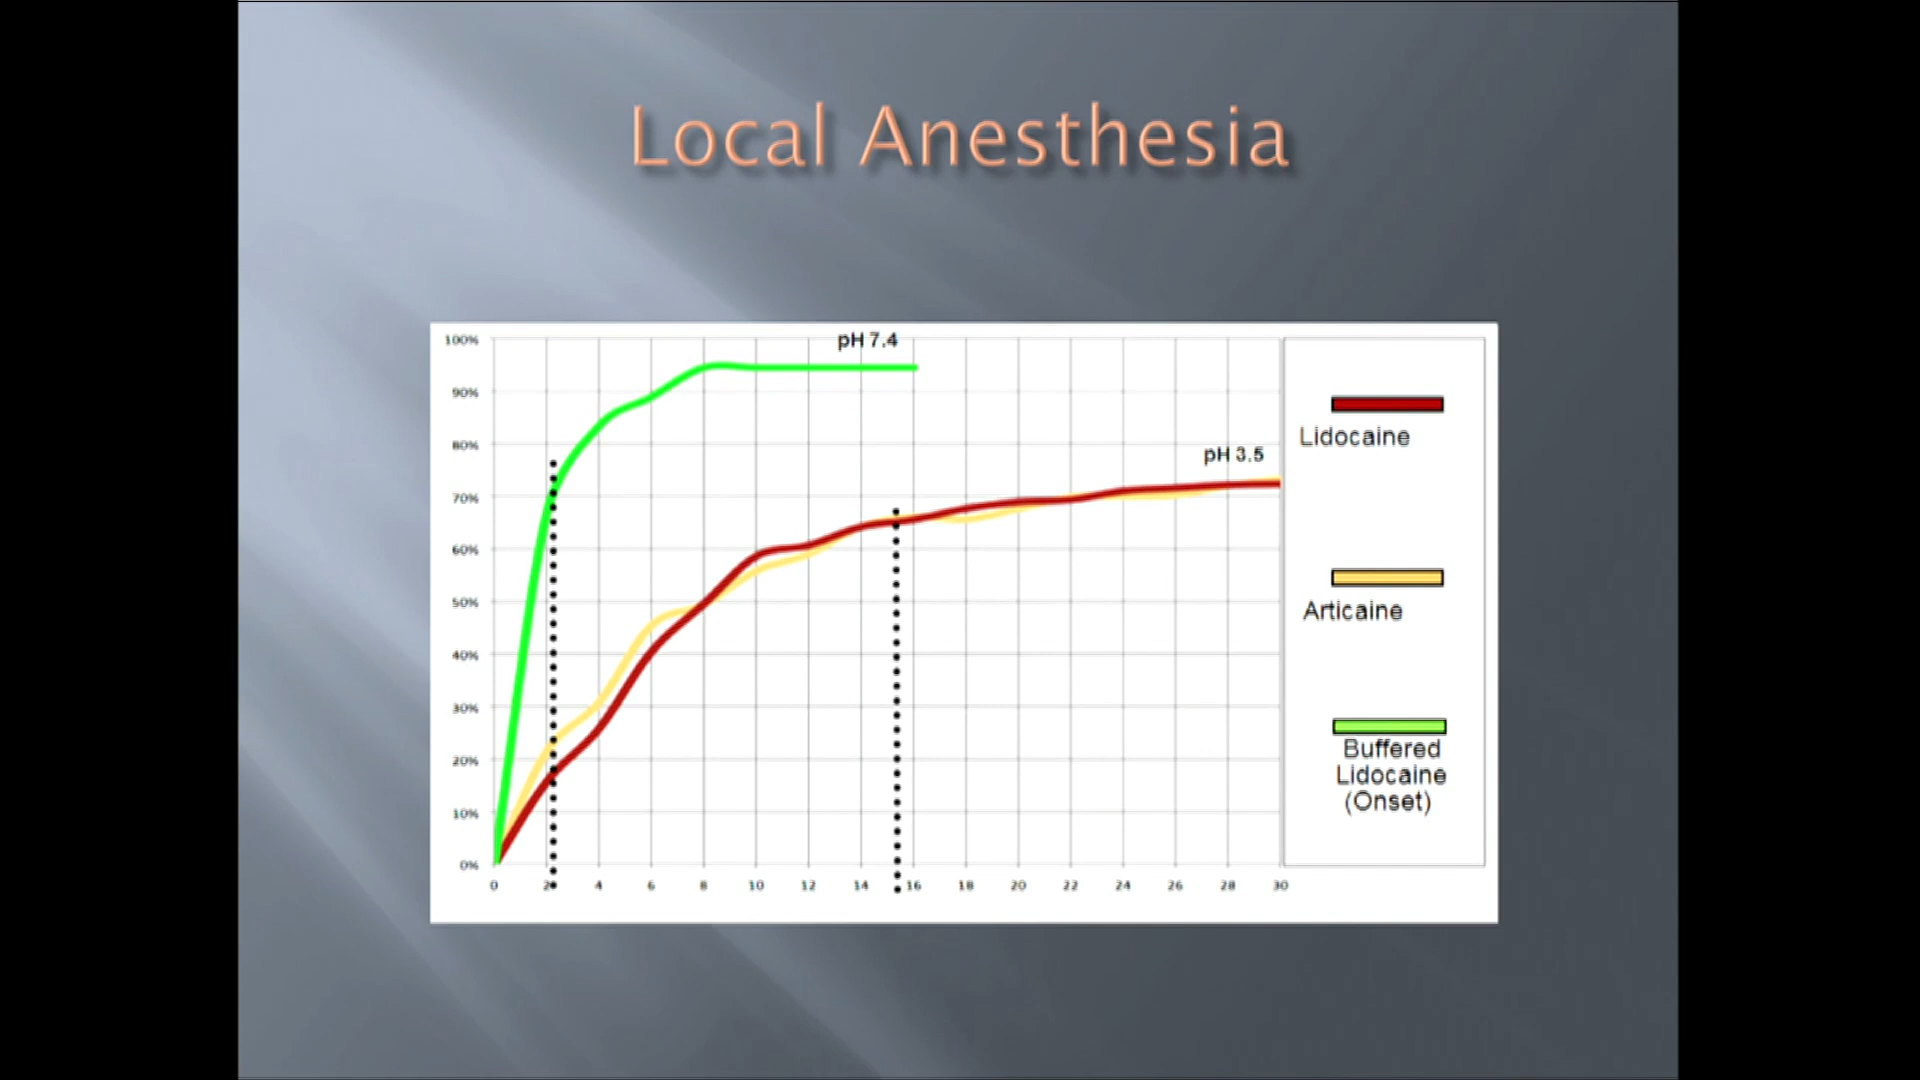 Local Anesthesia
pH 7.4
100%
90%
80%
70%
60%
50%
40%
30%
20%
10%
0%
pH 3.5
0 2 4 6 8 10 12 14 16 18 20 22 24 26 28 30
Lidocaine
Articaine
Buffered
Lidocaine
(Onset)